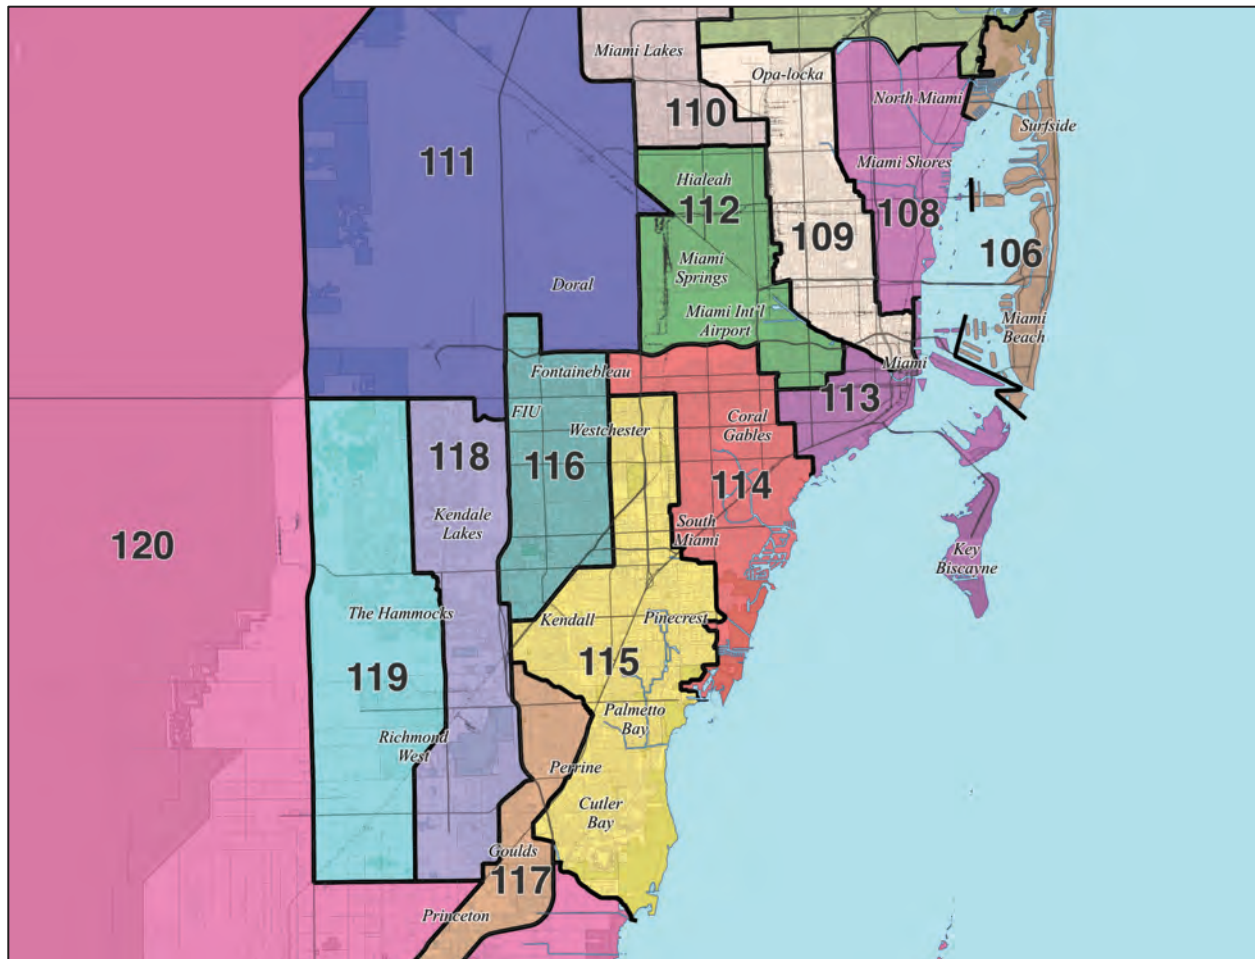 Miami Lakes
Opa-locka
North Miami
110
Surfside
111
Miami Shores
Hialeah
112
108
109
106
Miami
Springs
Doral
Miami Int'l
Airport
Miami
Beach
Fontainebleau
Miami
113
FIU
Westchester
Coral
Gables
118
116
114
Kendale
Lakes
South
Miami
120
Key
Biscayne
The Hammocks
Kendall
Pinecrest
115
119
Palmetto
Bay
Richmond
West
Perrine
Cutler
Bay
Goulds
117
Princeton